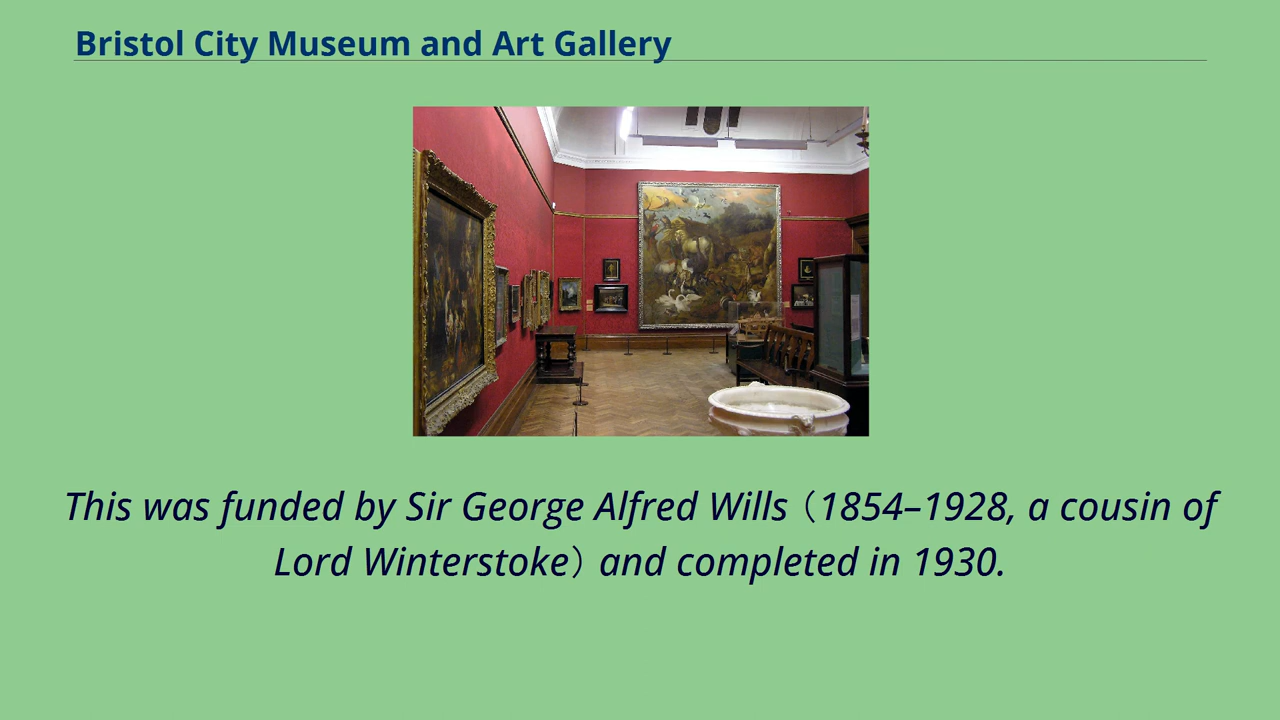 Bristol City Museum and Art Gallery
This was funded by Sir George Alfred Wills（1854–1928, a cousin of
Lord Winterstoke）and completed in 1930.